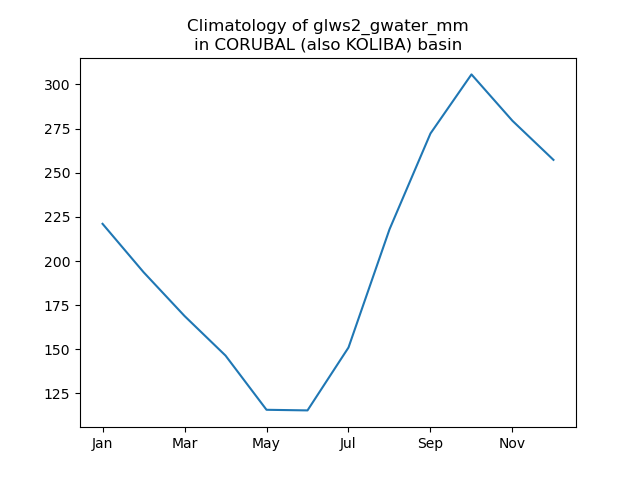 Climatology of glws2_gwater_mm
in CORUBAL (also KOLIBA) basin
300
275
250
225
200
175
150
125
Jan Mar May Jul Sep Nov